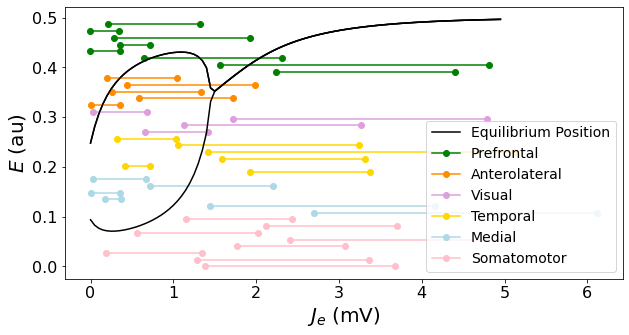 0.5
0.4
0.3
0.2
0.1
0.0
E (au)
Equilibrium Position
Prefrontal
Anterolateral
Visual
Temporal
Medial
Somatomotor
0 1 2 3 4 5 6
J_e (mV)